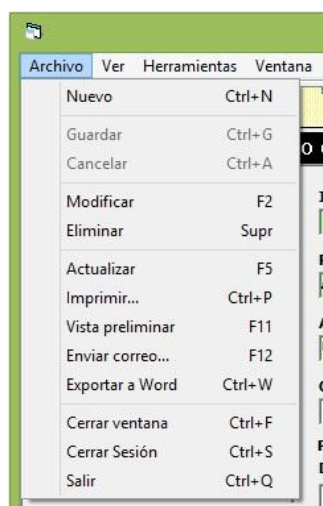 Archivo Ver Herramientas Ventana
Nuevo Ctrl+N
Guardar Ctrl+G
Cancelar Ctrl+A
Modificar F2
Eliminar Supr
Actualizar F5
Imprimir... Ctrl+P
Vista preliminar F11
Enviar correo... F12
Exportar a Word Ctrl+W
Cerrar ventana Ctrl+F
Cerrar Sesión Ctrl+S
Salir Ctrl+Q